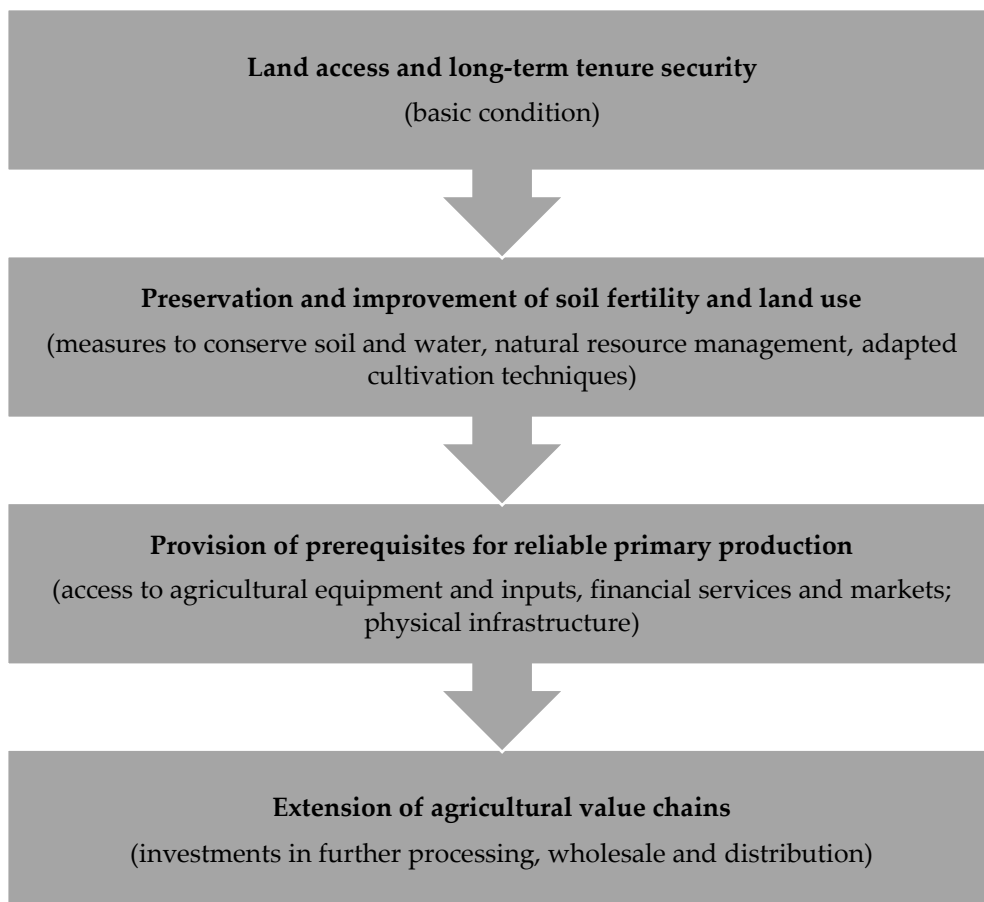 Land access and long-term tenure security
(basic condition)
Preservation and improvement of soil fertility and land use
(measures to conserve soil and water, natural resource management, adapted
cultivation techniques)
Provision of prerequisites for reliable primary production
(access to agricultural equipment and inputs, financial services and markets;
physical infrastructure)
Extension of agricultural value chains
(investments in further processing, wholesale and distribution)